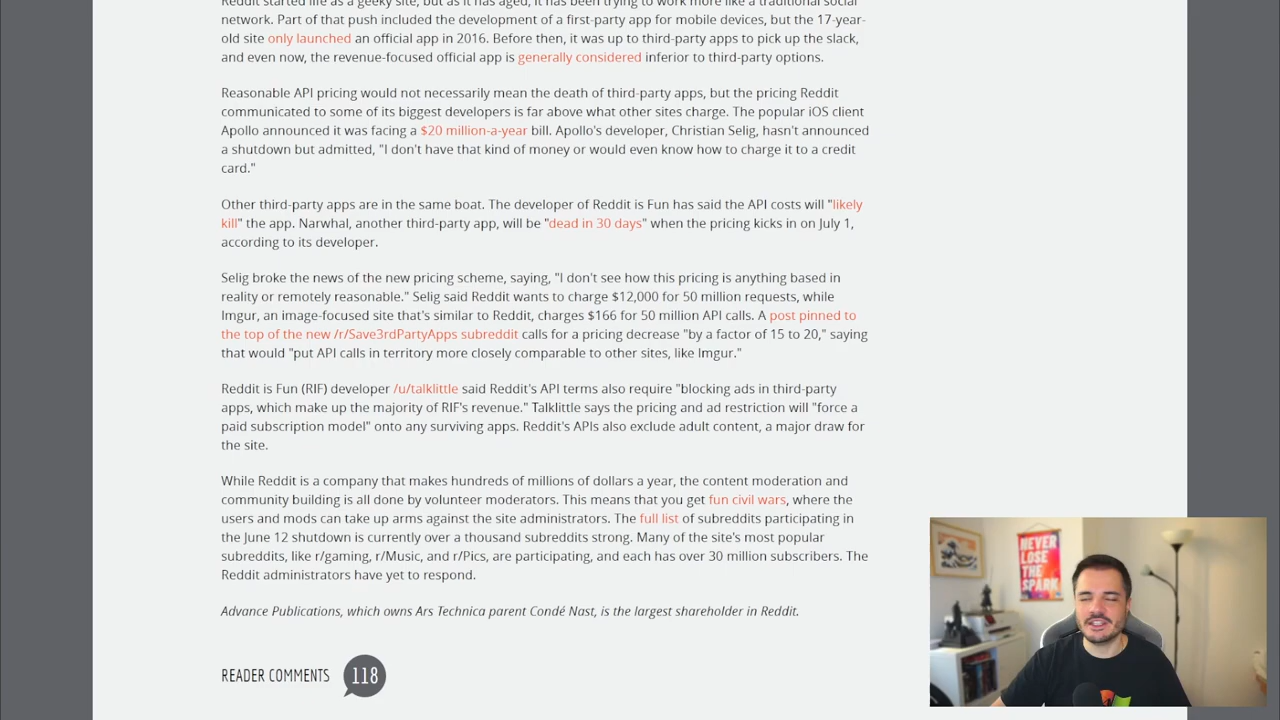 Reddit started life as a geeky site, but as it has aged, it has been trying to work more like a traditional social
network. Part of that push included the development of a first-party app for mobile devices, but the 17-year-
old site only launched an official app in 2016. Before then, it was up to third-party apps to pick up the slack,
and even now, the revenue-focused official app is generally considered inferior to third-party options.
Reasonable API pricing would not necessarily mean the death of third-party apps, but the pricing Reddit
communicated to some of its biggest developers is far above what other sites charge. The popular iOS client
Apollo announced it was facing a $20 million-a-year bill. Apollo's developer, Christian Selig, hasn't announced
a shutdown but admitted, "I don't have that kind of money or would even know how to charge it to a credit
card."
Other third-party apps are in the same boat. The developer of Reddit is Fun has said the API costs will "likely
kill" the app. Narwhal, another third-party app, will be "dead in 30 days" when the pricing kicks in on July 1,
according to its developer.
Selig broke the news of the new pricing scheme, saying, "I don't see how this pricing is anything based in
reality or remotely reasonable." Selig said Reddit wants to charge $12,000 for 50 million requests, while
Imgur, an image-focused site that's similar to Reddit, charges $166 for 50 million API calls. A post pinned to
the top of the new /r/Save3rdPartyApps subreddit calls for a pricing decrease "by a factor of 15 to 20," saying
that would "put API calls in territory more closely comparable to other sites, like Imgur."
Reddit is Fun (RIF) developer /u/talklittle said Reddit's API terms also require "blocking ads in third-party
apps, which make up the majority of RIF's revenue." Talklittle says the pricing and ad restriction will "force a
paid subscription model" onto any surviving apps. Reddit's APIs also exclude adult content, a major draw for
the site.
While Reddit is a company that makes hundreds of millions of dollars a year, the content moderation and
community building is all done by volunteer moderators. This means that you get fun civil wars, where the
users and mods can take up arms against the site administrators. The full list of subreddits participating in
the June 12 shutdown is currently over a thousand subreddits strong. Many of the site's most popular
subreddits, like r/gaming, r/Music, and r/Pics, are participating, and each has over 30 million subscribers. The
Reddit administrators have yet to respond.
Advance Publications, which owns Ars Technica parent Condé Nast, is the largest shareholder in Reddit.
READER COMMENTS 118
NEVER
LOSE
THE
SPARK